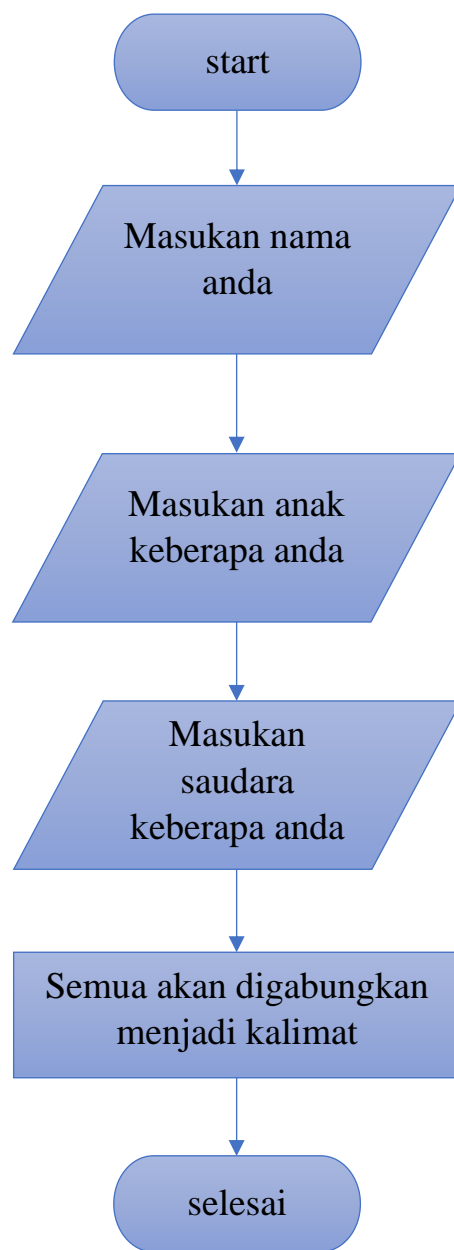 start
Masukan nama
anda
Masukan anak
keberapa anda
Masukan
saudara
keberapa anda
Semua akan digabungkan
menjadi kalimat
selesai